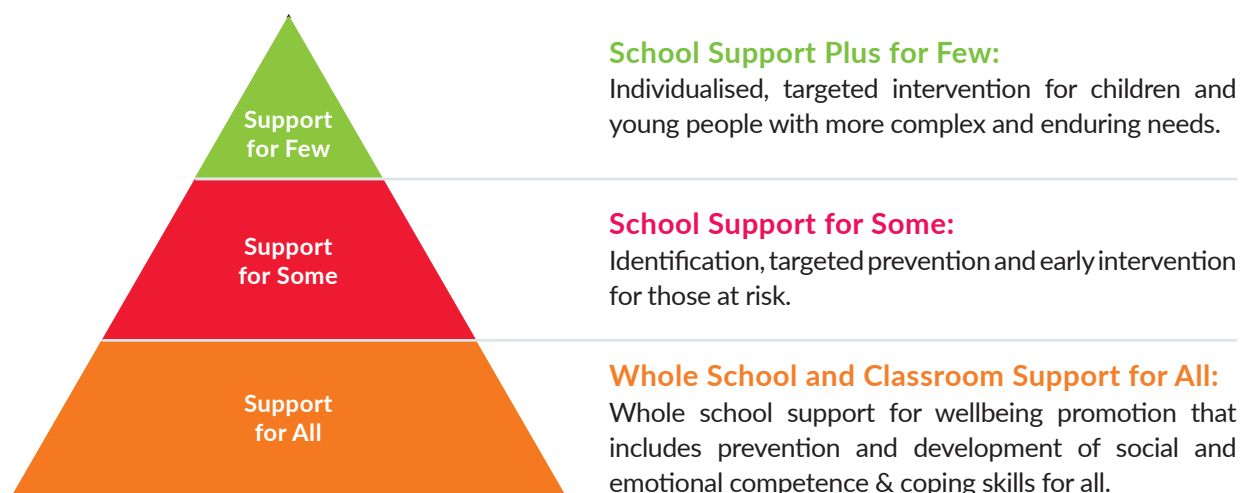 Support
for Few
School Support Plus for Few:
Individualised, targeted intervention for children and
young people with more complex and enduring needs.
Support
for Some
School Support for Some:
Identification, targeted prevention and early intervention
for those at risk.
Support
for All
Whole School and Classroom Support for All:
Whole school support for wellbeing promotion that
includes prevention and development of social and
emotional competence & coping skills for all.